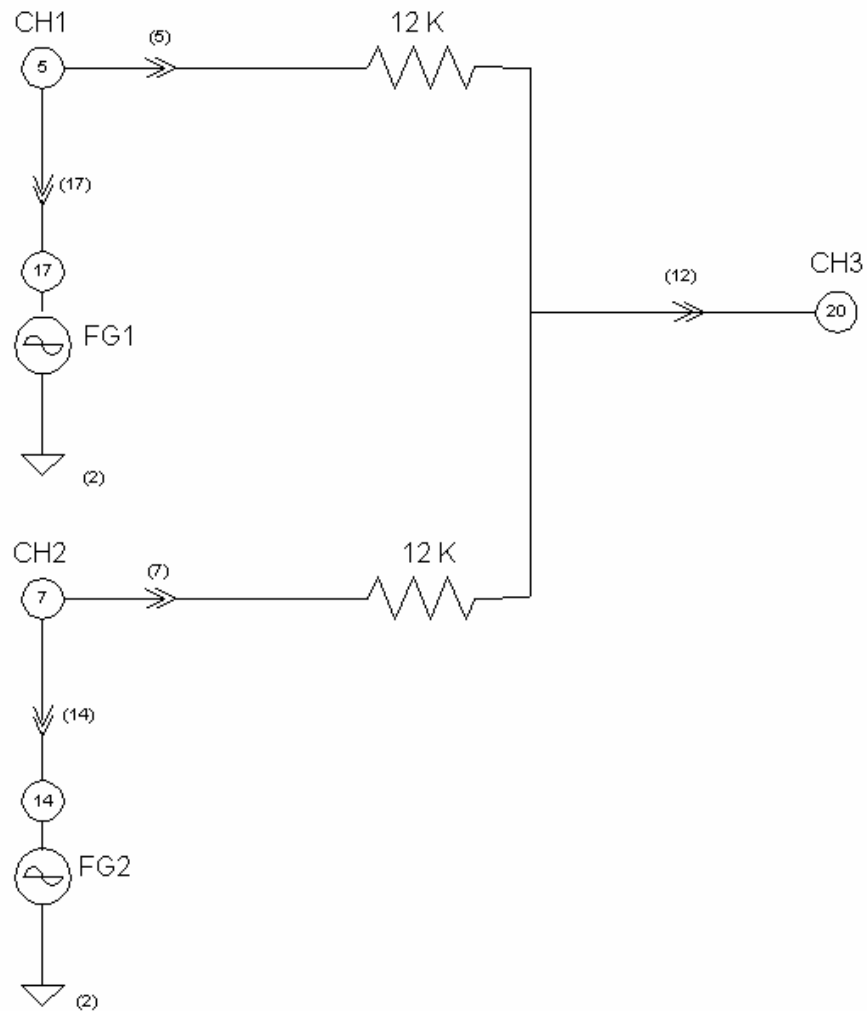 CH1
(5)
12 K
5
(17)
17
FG1
(2)
(12)
CH3
20
CH2
(7)
12 K
7
(14)
14
FG2
(2)